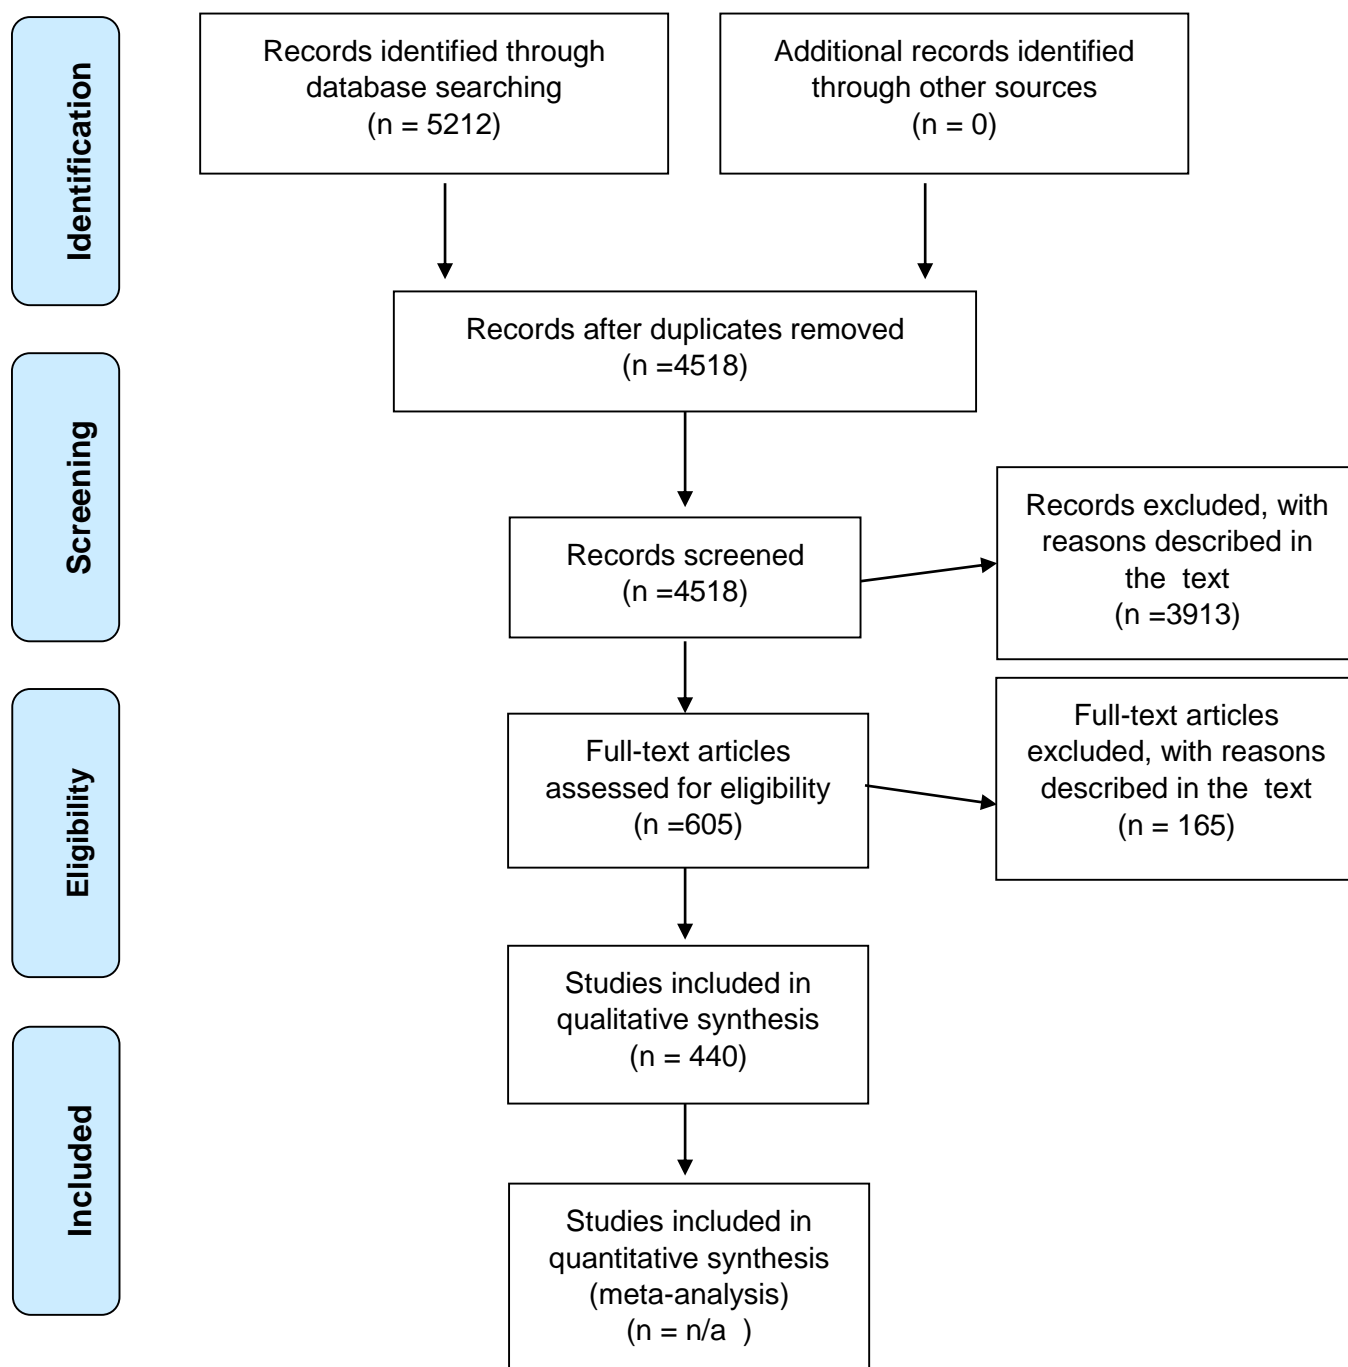 Identification
Records identified through
database searching
(n = 5212)
Additional records identified
through other sources
(n = 0)
Records after duplicates removed
(n =4518)
Screening
Records screened
(n =4518)
Records excluded, with
reasons described in
the  text
(n =3913)
Eligibility
Full-text articles
assessed for eligibility
(n =605)
Full-text articles
excluded, with reasons
described in the  text
(n = 165)
Studies included in
qualitative synthesis
(n = 440)
Included
Studies included in
quantitative synthesis
(meta-analysis)
(n = n/a  )